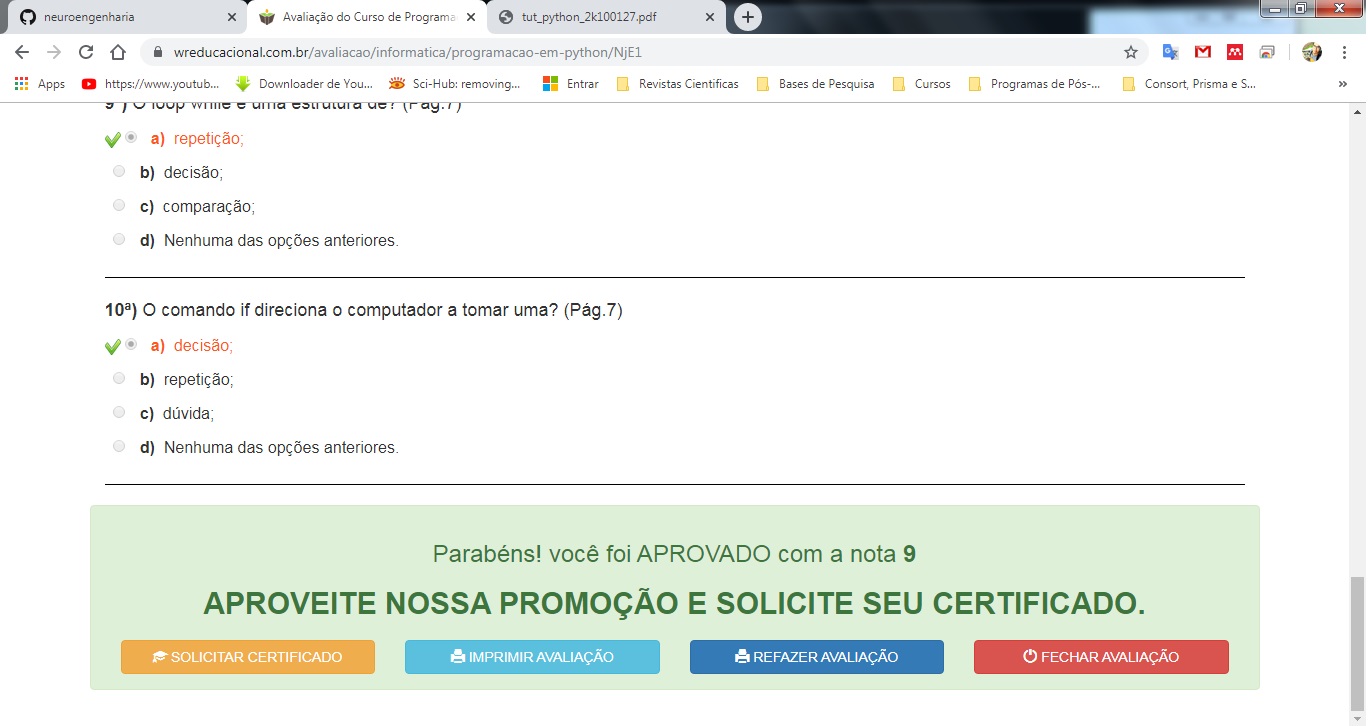 neuroengenharia
Avaliação do Curso de Programa
tut_python_2k100127.pdf
wreducacional.com.br/avaliacao/informatica/programacao-em-python/NjE1
Apps
https://www.youtub...
Downloader de You...
Sci-Hub: removing...
Entrar
Revistas Cientificas
Bases de Pesquisa
Cursos
Programas de Pós-...
Consort, Prisma e S...
»
9ª) O loop while é uma estrutura de? (Pág.7)
a) repetição;
b) decisão;
c) comparação;
d) Nenhuma das opções anteriores.
10ª) O comando if direciona o computador a tomar uma? (Pág.7)
a) decisão;
b) repetição;
c) dúvida;
d) Nenhuma das opções anteriores.
Parabéns! você foi APROVADO com a nota 9
APROVEITE NOSSA PROMOÇÃO E SOLICITE SEU CERTIFICADO.
SOLICITAR CERTIFICADO
IMPRIMIR AVALIAÇÃO
REFAZER AVALIAÇÃO
FECHAR AVALIAÇÃO